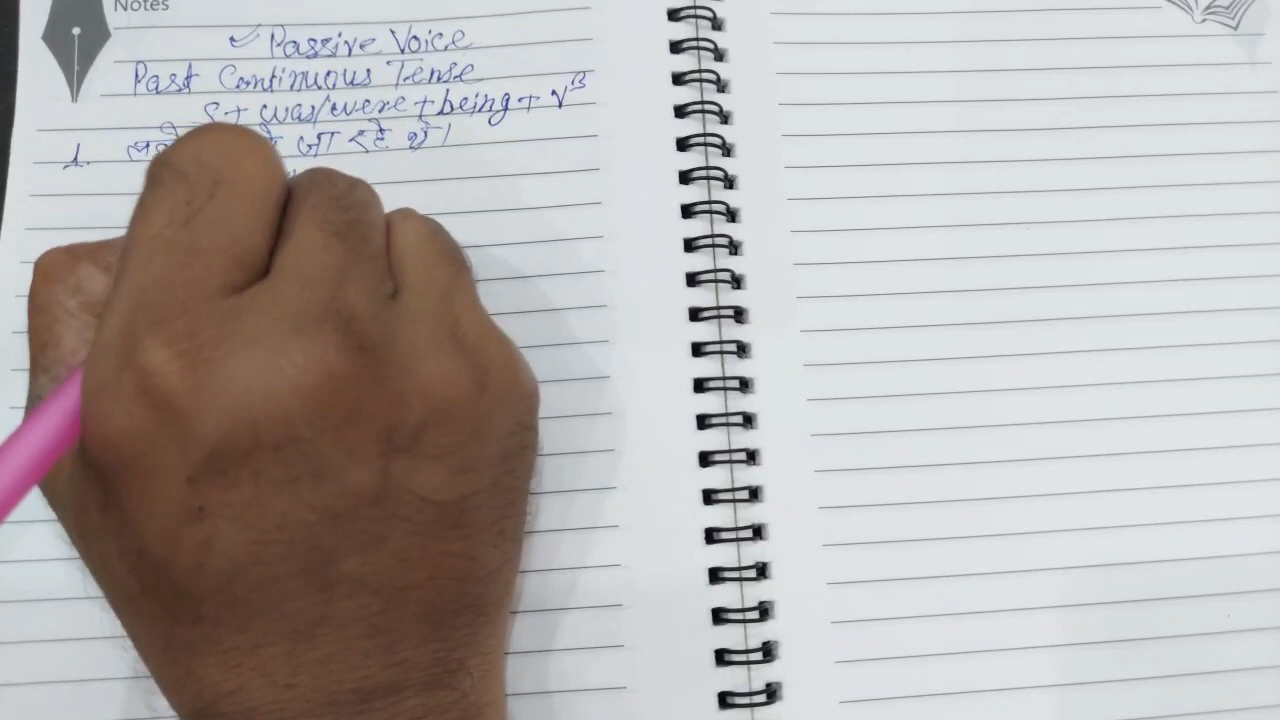 Notes
✓ Passive Voice
Past Continuous Tense
S + was/were + being + V³
1. जा रहे थे।